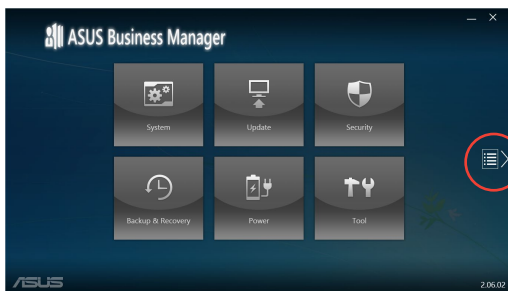 ASUS Business Manager
System
Update
Security
Backup & Recovery
Power
Tool
ASUS
2.06.02